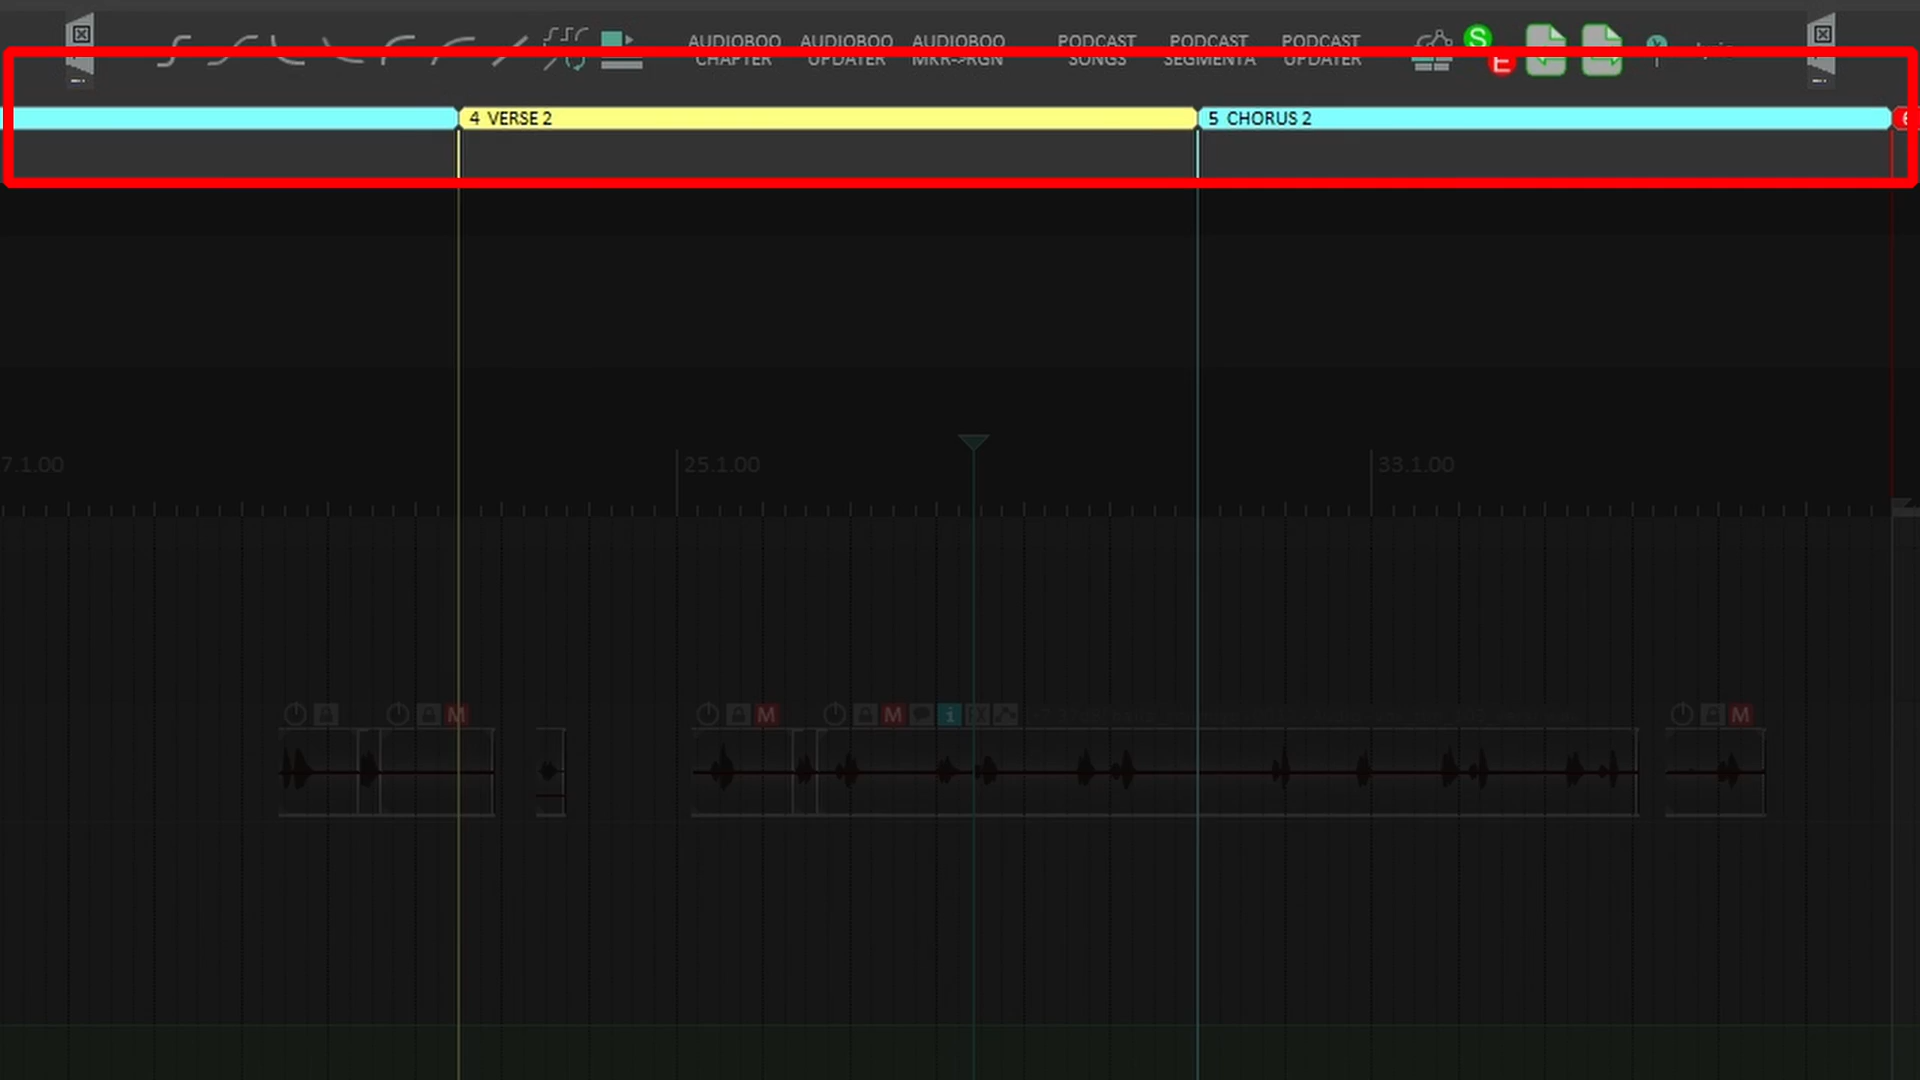 AUDIOBOO AUDIOBOO AUDIOBOO PODCAST PODCAST PODCAST
CHAPTER UPDATER MKR->RGN SONGS SEGMENTA UPDATER
S
E
4 VERSE 2
5 CHORUS 2
6
7.1.00
25.1.00
33.1.00
M
M
M
i
M